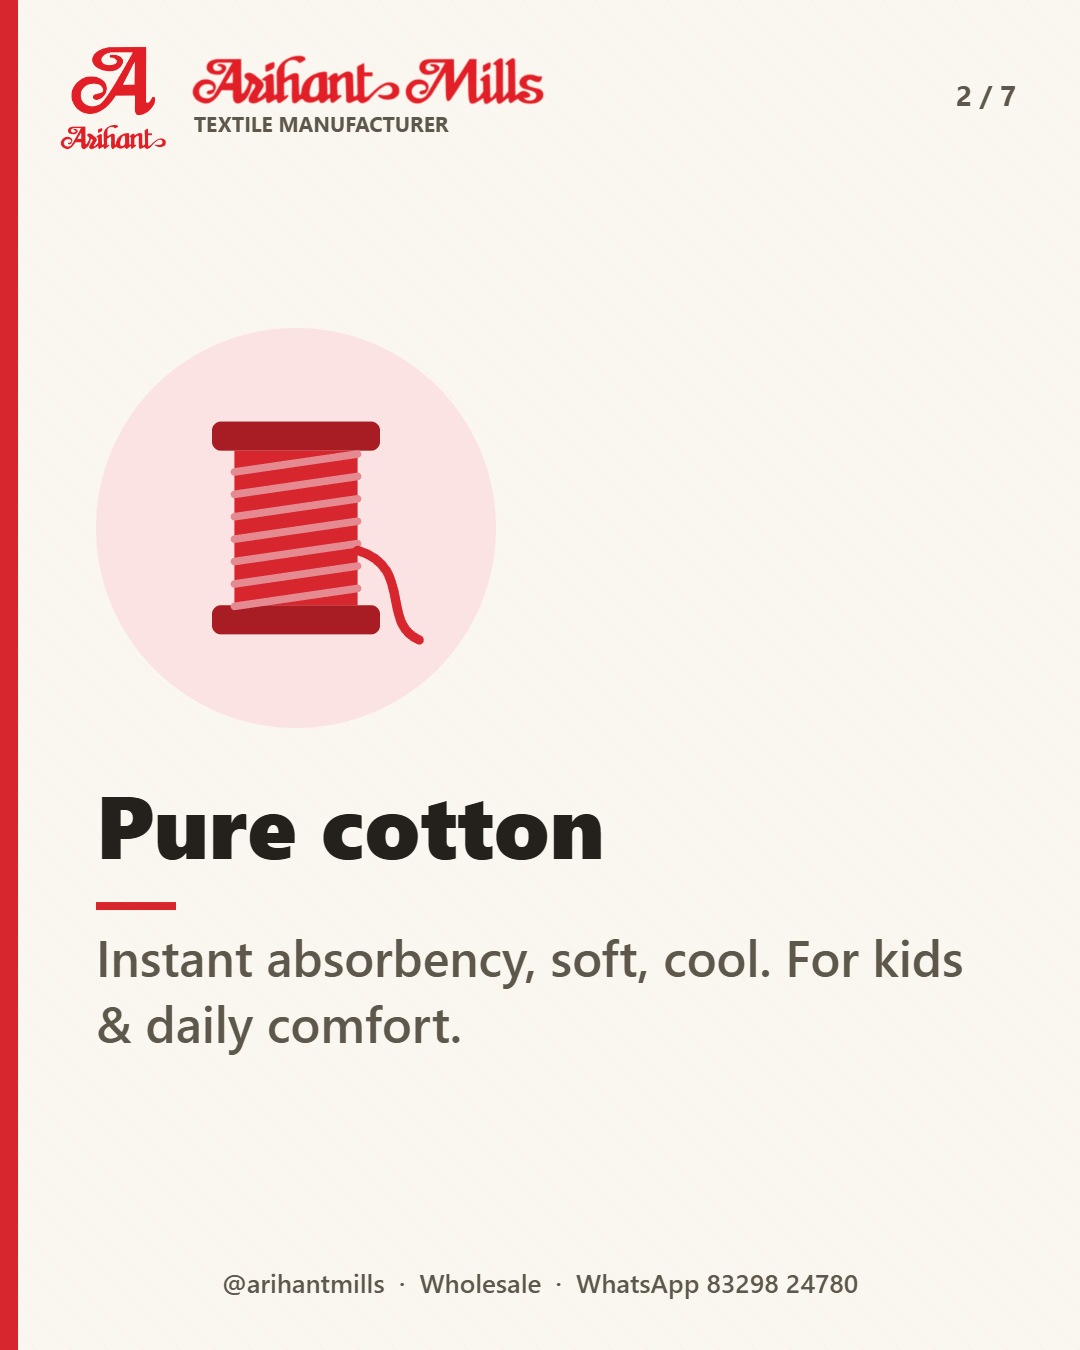 A
Arihant
Arihant Mills
TEXTILE MANUFACTURER
2 / 7
Pure cotton
Instant absorbency, soft, cool. For kids
& daily comfort.
@arihantmills · Wholesale · WhatsApp 83298 24780